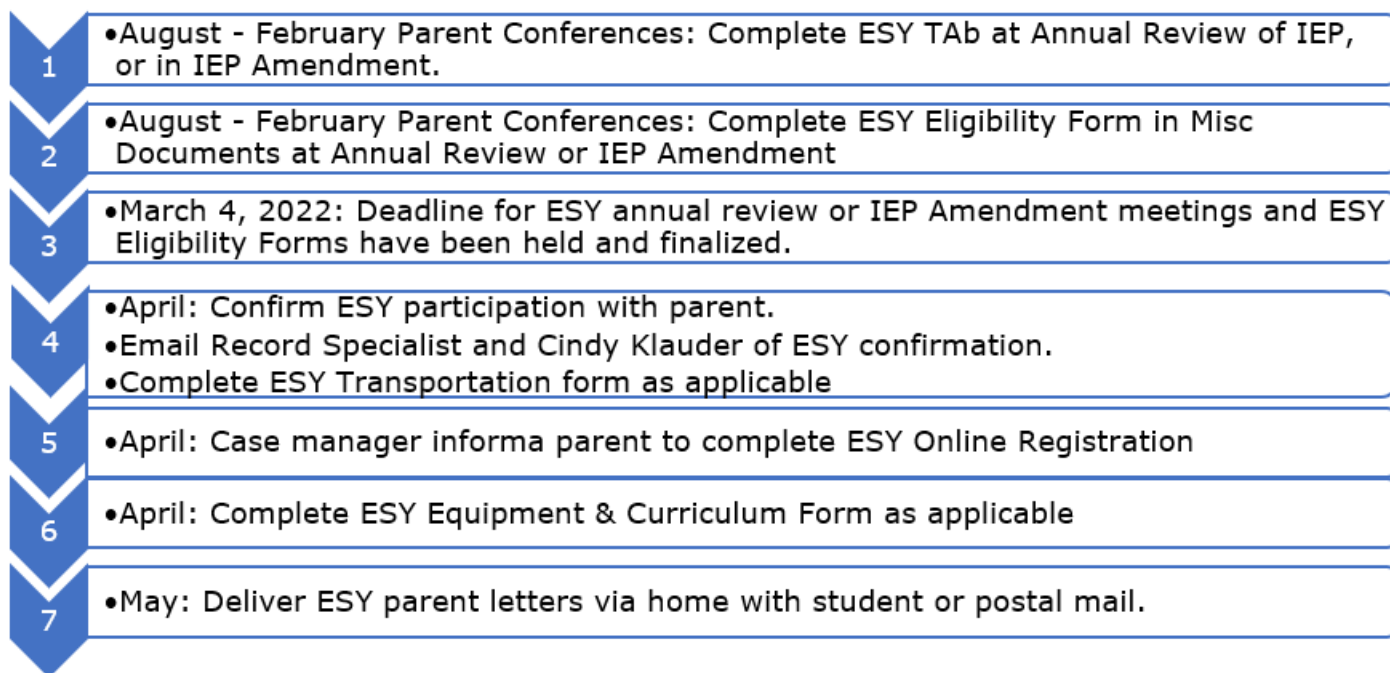 1
•August - February Parent Conferences: Complete ESY TAb at Annual Review of IEP,
or in IEP Amendment.
2
•August - February Parent Conferences: Complete ESY Eligibility Form in Misc
Documents at Annual Review or IEP Amendment
3
•March 4, 2022: Deadline for ESY annual review or IEP Amendment meetings and ESY
Eligibility Forms have been held and finalized.
4
•April: Confirm ESY participation with parent.
•Email Record Specialist and Cindy Klauder of ESY confirmation.
•Complete ESY Transportation form as applicable
5
•April: Case manager informa parent to complete ESY Online Registration
6
•April: Complete ESY Equipment & Curriculum Form as applicable
7
•May: Deliver ESY parent letters via home with student or postal mail.